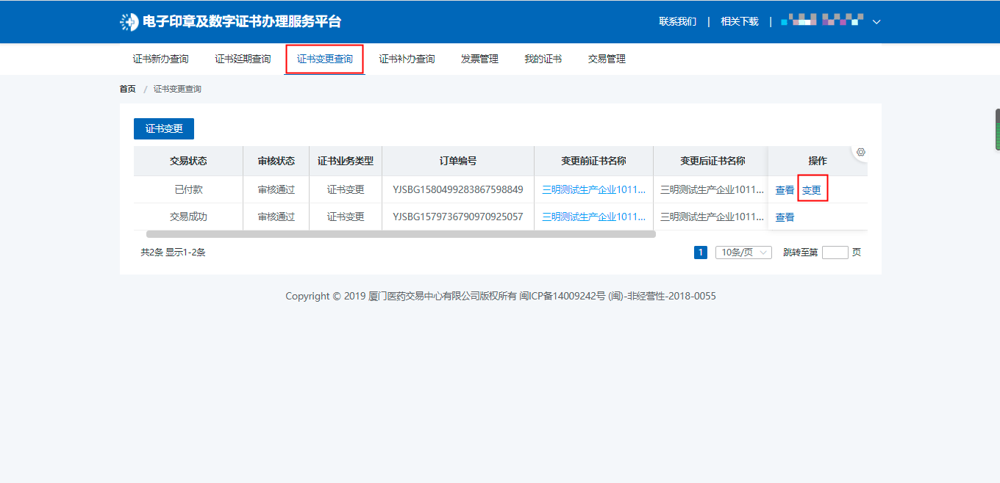 电子印章及数字证书办理服务平台 联系我们 | 相关下载 |
证书新办查询 证书延期查询 证书变更查询 证书补办查询 发票管理 我的证书 交易管理
首页 / 证书变更查询
证书变更
交易状态 审核状态 证书业务类型 订单编号 变更前证书名称 变更后证书名称 操作
已付款 审核通过 证书变更 YJSBG1580499283867598849 三明测试生产企业1011... 三明测试生产企业1011... 查看 变更
交易成功 审核通过 证书变更 YJSBG1579736790970925057 三明测试生产企业1011... 三明测试生产企业1011... 查看
共2条 显示1-2条 1 10条/页 跳转至第 页
Copyright © 2019 厦门医药交易中心有限公司版权所有 闽ICP备14009242号 (闽)-非经营性-2018-0055